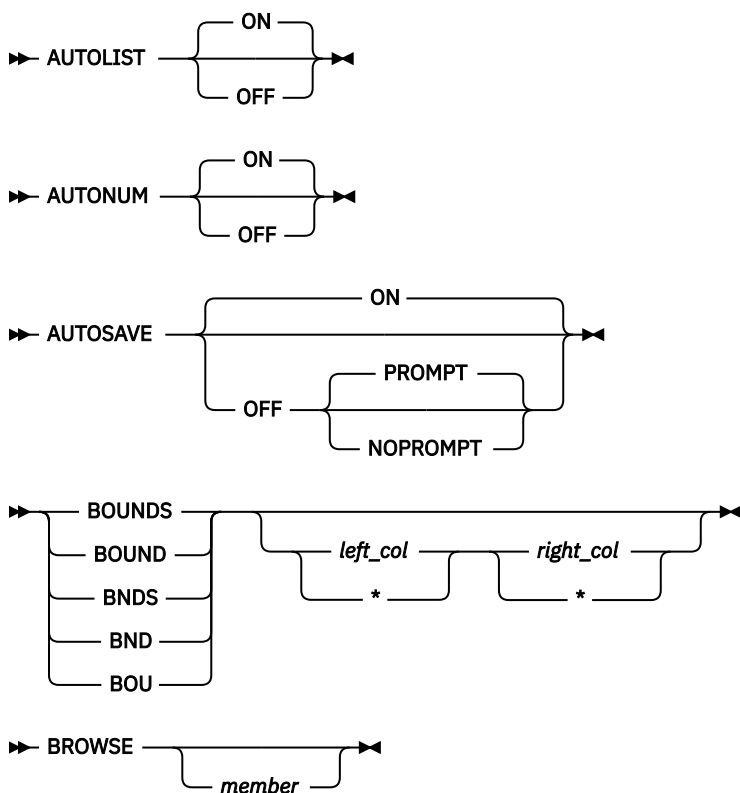 ON
AUTOLIST
OFF
ON
AUTONUM
OFF
ON
AUTOSAVE
PROMPT
OFF
NOPROMPT
BOUNDS
BOUND left_col right_col
BNDS * *
BND
BOU
BROWSE
member